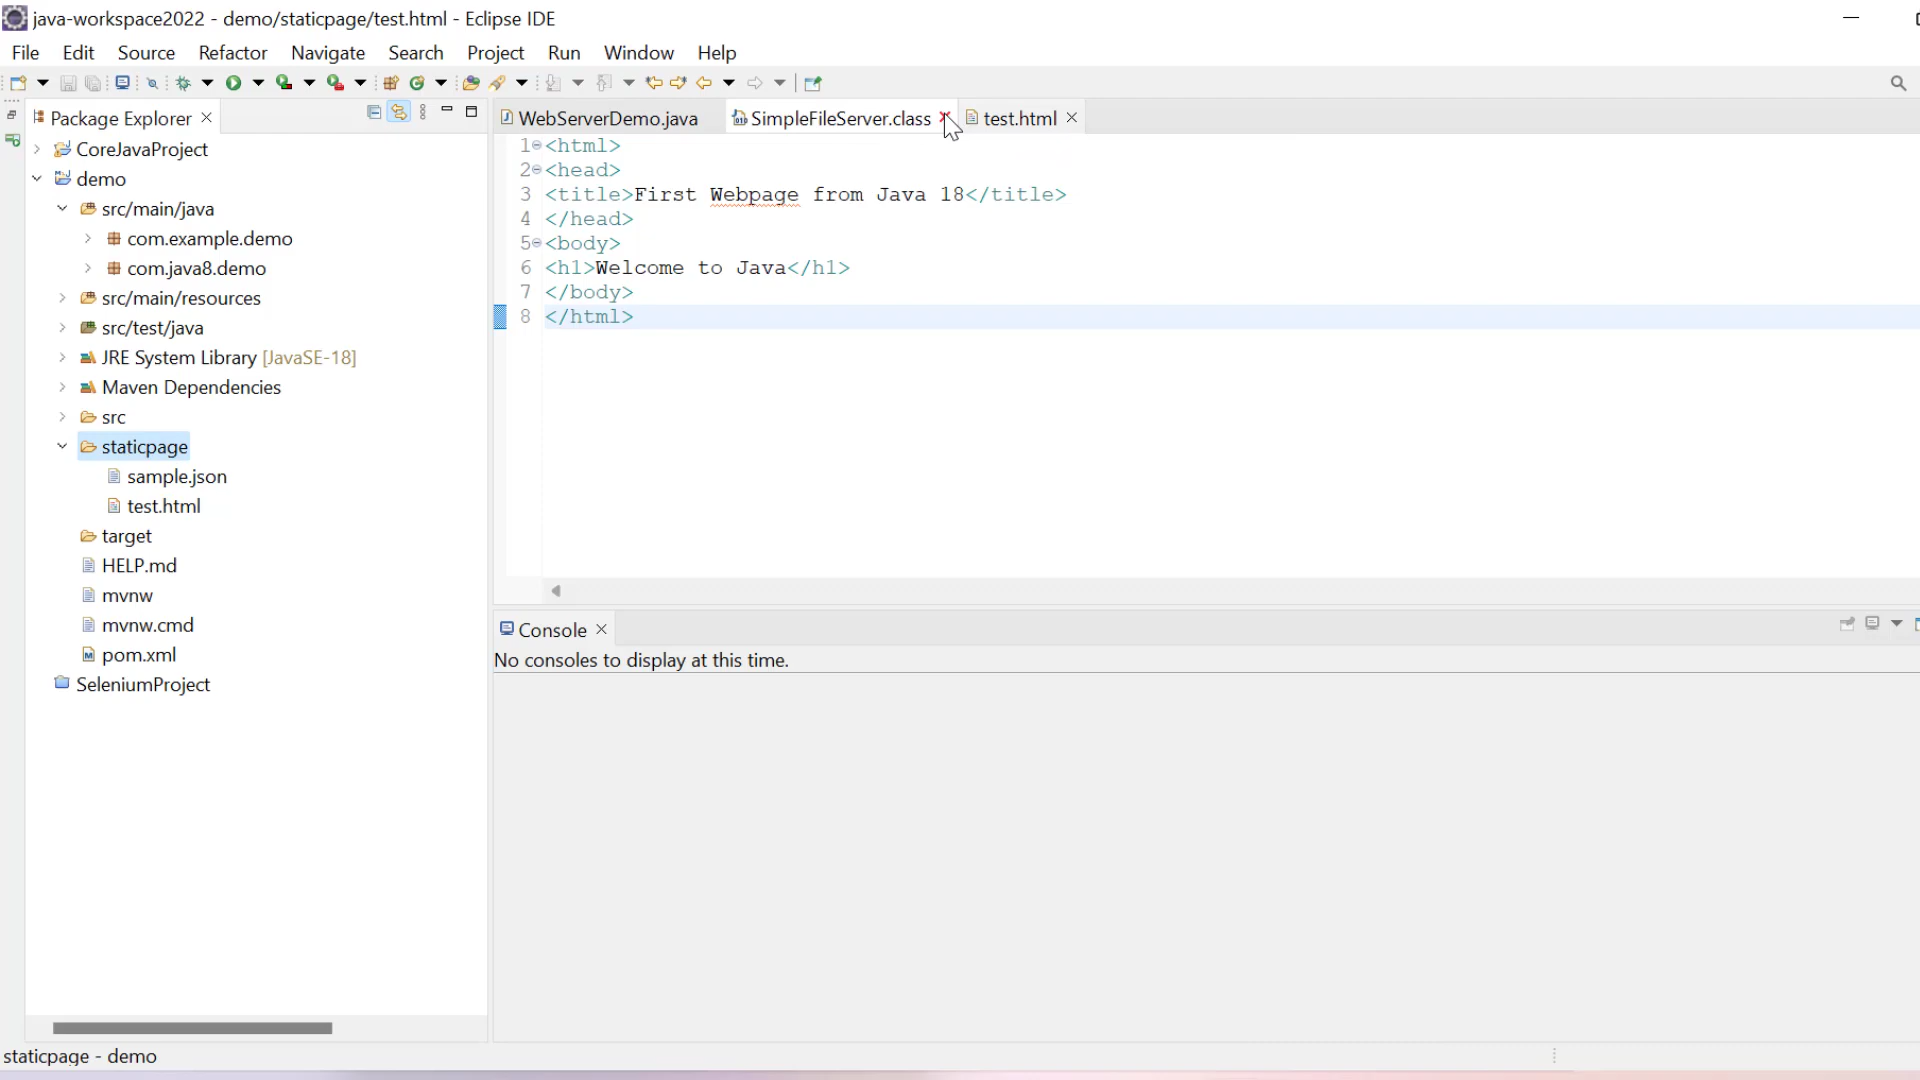 java-workspace2022 - demo/staticpage/test.html - Eclipse IDE
File Edit Source Refactor Navigate Search Project Run Window Help
Package Explorer
WebServerDemo.java SimpleFileServer.class test.html
CoreJavaProject
demo
src/main/java
com.example.demo
com.java8.demo
src/main/resources
src/test/java
JRE System Library [JavaSE-18]
Maven Dependencies
src
staticpage
sample.json
test.html
target
HELP.md
mvnw
mvnw.cmd
pom.xml
SeleniumProject
1 <html>
2 <head>
3 <title>First Webpage from Java 18</title>
4 </head>
5 <body>
6 <h1>Welcome to Java</h1>
7 </body>
8 </html>
Console
No consoles to display at this time.
staticpage - demo